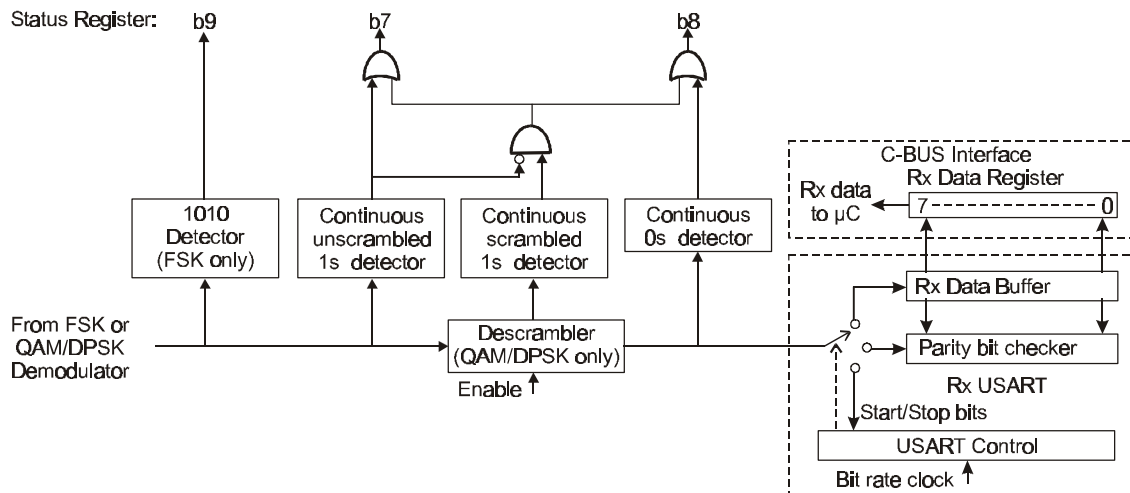 Status Register:
b9
b7
b8
1010
Detector
(FSK only)
Continuous
unscrambled
1s detector
Continuous
scrambled
1s detector
Continuous
0s detector
C-BUS Interface
Rx Data Register
Rx data
to µC
7
0
Rx Data Buffer
From FSK or
QAM/DPSK
Demodulator
Descrambler
(QAM/DPSK only)
Enable
Parity bit checker
Rx USART
Start/Stop bits
USART Control
Bit rate clock